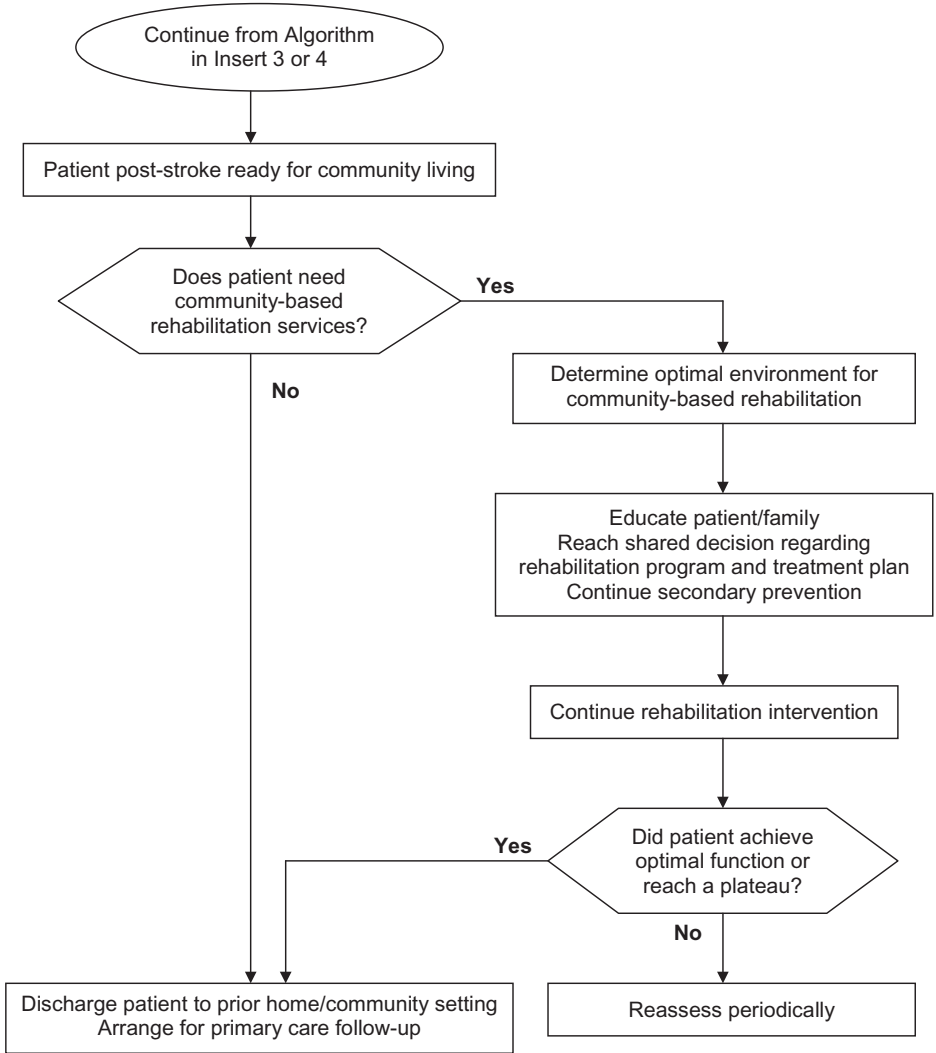 Continue from Algorithm
in Insert 3 or 4
Patient post-stroke ready for community living
Does patient need
community-based
rehabilitation services?
Yes
No
Determine optimal environment for
community-based rehabilitation
Educate patient/family
Reach shared decision regarding
rehabilitation program and treatment plan
Continue secondary prevention
Continue rehabilitation intervention
Did patient achieve
optimal function or
reach a plateau?
Yes
No
Discharge patient to prior home/community setting
Arrange for primary care follow-up
Reassess periodically